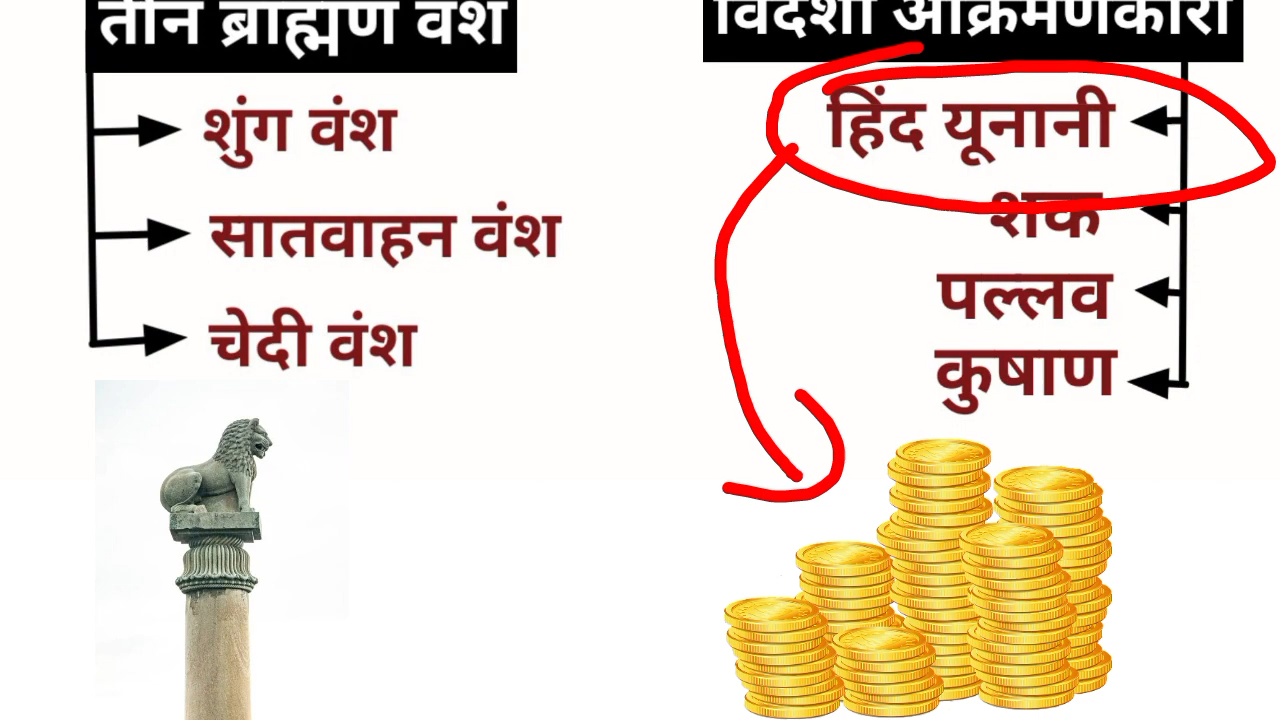 तीन ब्राह्मण वंश
शुंग वंश
सातवाहन वंश
चेदी वंश
विदेशी आक्रमणकारी
हिंद यूनानी
शक
पल्लव
कुषाण